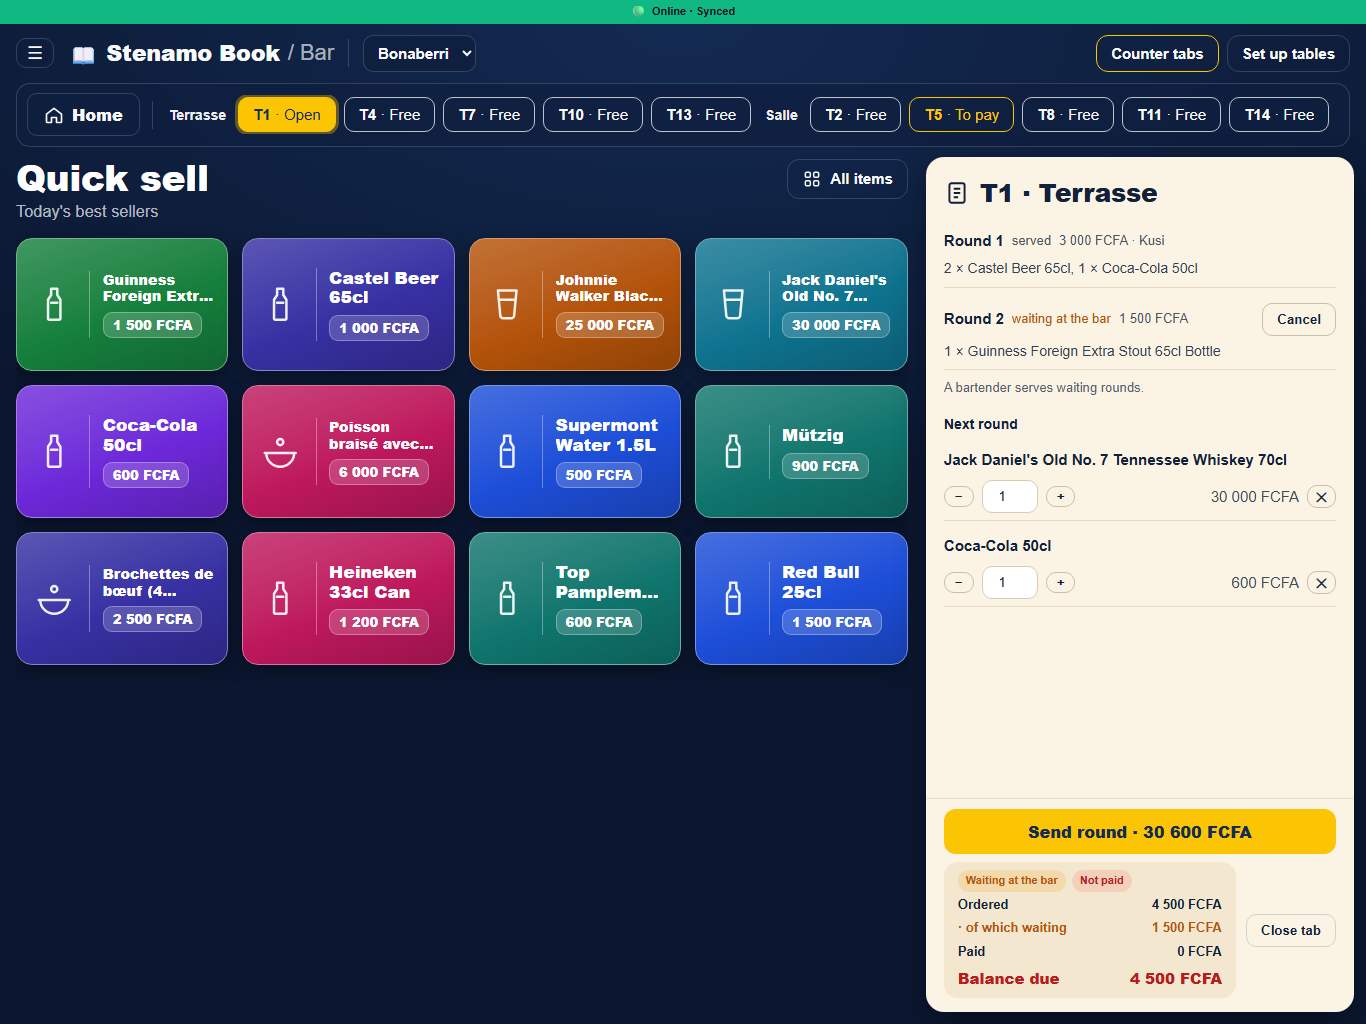 Online · Synced
Stenamo Book / Bar
Bonaberri
Counter tabs
Set up tables
Home
Terrasse
T1 · Open
T4 · Free
T7 · Free
T10 · Free
T13 · Free
Salle
T2 · Free
T5 · To pay
T8 · Free
T11 · Free
T14 · Free
Quick sell
Today's best sellers
All items
Guinness
Foreign Extr...
1 500 FCFA
Castel Beer
65cl
1 000 FCFA
Johnnie
Walker Blac...
25 000 FCFA
Jack Daniel's
Old No. 7...
30 000 FCFA
Coca-Cola
50cl
600 FCFA
Poisson
braisé avec...
6 000 FCFA
Supermont
Water 1.5L
500 FCFA
Mützig
900 FCFA
Brochettes de
bœuf (4...
2 500 FCFA
Heineken
33cl Can
1 200 FCFA
Top
Pamplem...
600 FCFA
Red Bull
25cl
1 500 FCFA
T1 · Terrasse
Round 1 served 3 000 FCFA · Kusi
2 × Castel Beer 65cl, 1 × Coca-Cola 50cl
Round 2 waiting at the bar 1 500 FCFA
Cancel
1 × Guinness Foreign Extra Stout 65cl Bottle
A bartender serves waiting rounds.
Next round
Jack Daniel's Old No. 7 Tennessee Whiskey 70cl
− 1 + 30 000 FCFA ×
Coca-Cola 50cl
− 1 + 600 FCFA ×
Send round · 30 600 FCFA
Waiting at the bar
Not paid
Ordered 4 500 FCFA
· of which waiting 1 500 FCFA
Paid 0 FCFA
Balance due 4 500 FCFA
Close tab